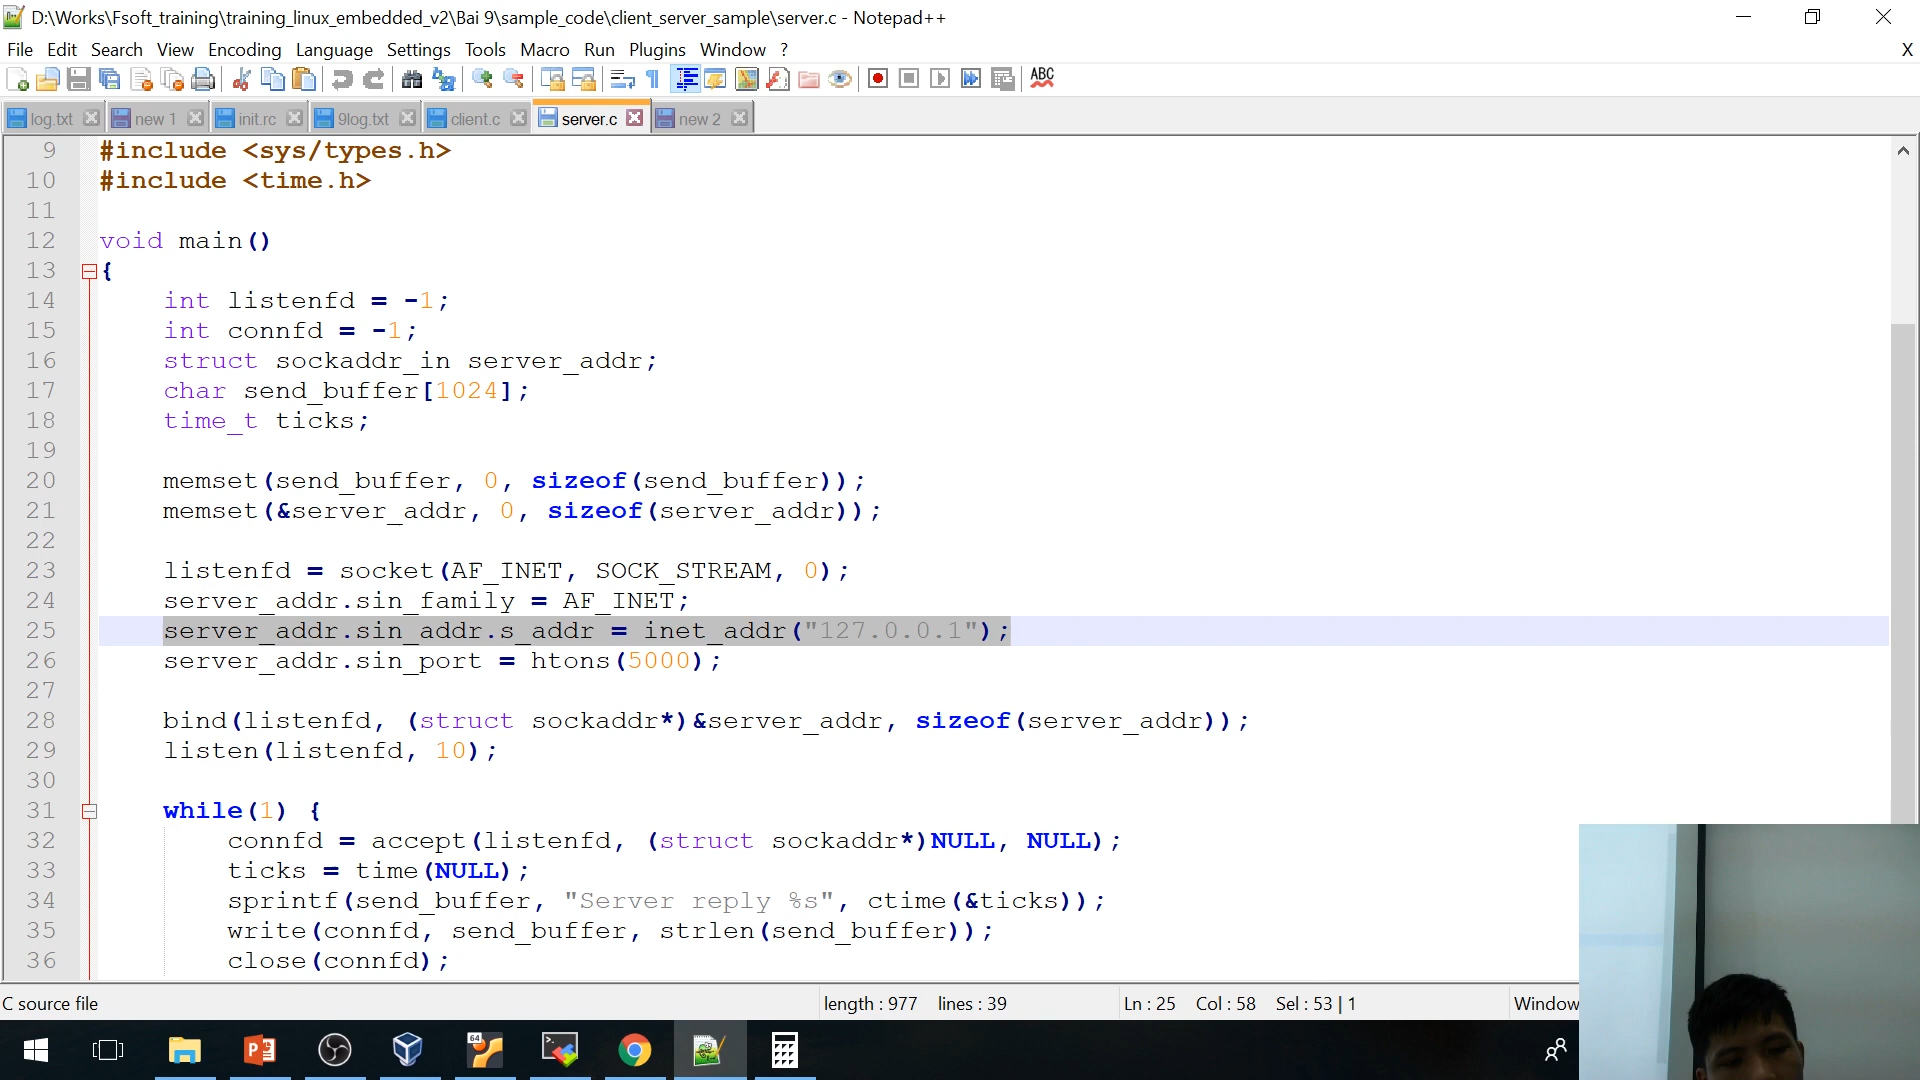 D:\Works\Fsoft_training\training_linux_embedded_v2\Bai 9\sample_code\client_server_sample\server.c - Notepad++
File Edit Search View Encoding Language Settings Tools Macro Run Plugins Window ?
X
ABC
log.txt new 1 init.rc 9log.txt client.c server.c new 2
9 #include <sys/types.h>
10 #include <time.h>
11
12 void main()
13 {
14 int listenfd = -1;
15 int connfd = -1;
16 struct sockaddr_in server_addr;
17 char send_buffer[1024];
18 time_t ticks;
19
20 memset(send_buffer, 0, sizeof(send_buffer));
21 memset(&server_addr, 0, sizeof(server_addr));
22
23 listenfd = socket(AF_INET, SOCK_STREAM, 0);
24 server_addr.sin_family = AF_INET;
25 server_addr.sin_addr.s_addr = inet_addr("127.0.0.1");
26 server_addr.sin_port = htons(5000);
27
28 bind(listenfd, (struct sockaddr*)&server_addr, sizeof(server_addr));
29 listen(listenfd, 10);
30
31 while(1) {
32 connfd = accept(listenfd, (struct sockaddr*)NULL, NULL);
33 ticks = time(NULL);
34 sprintf(send_buffer, "Server reply %s", ctime(&ticks));
35 write(connfd, send_buffer, strlen(send_buffer));
36 close(connfd);
C source file length : 977 lines : 39 Ln : 25 Col : 58 Sel : 53 | 1 Window
64